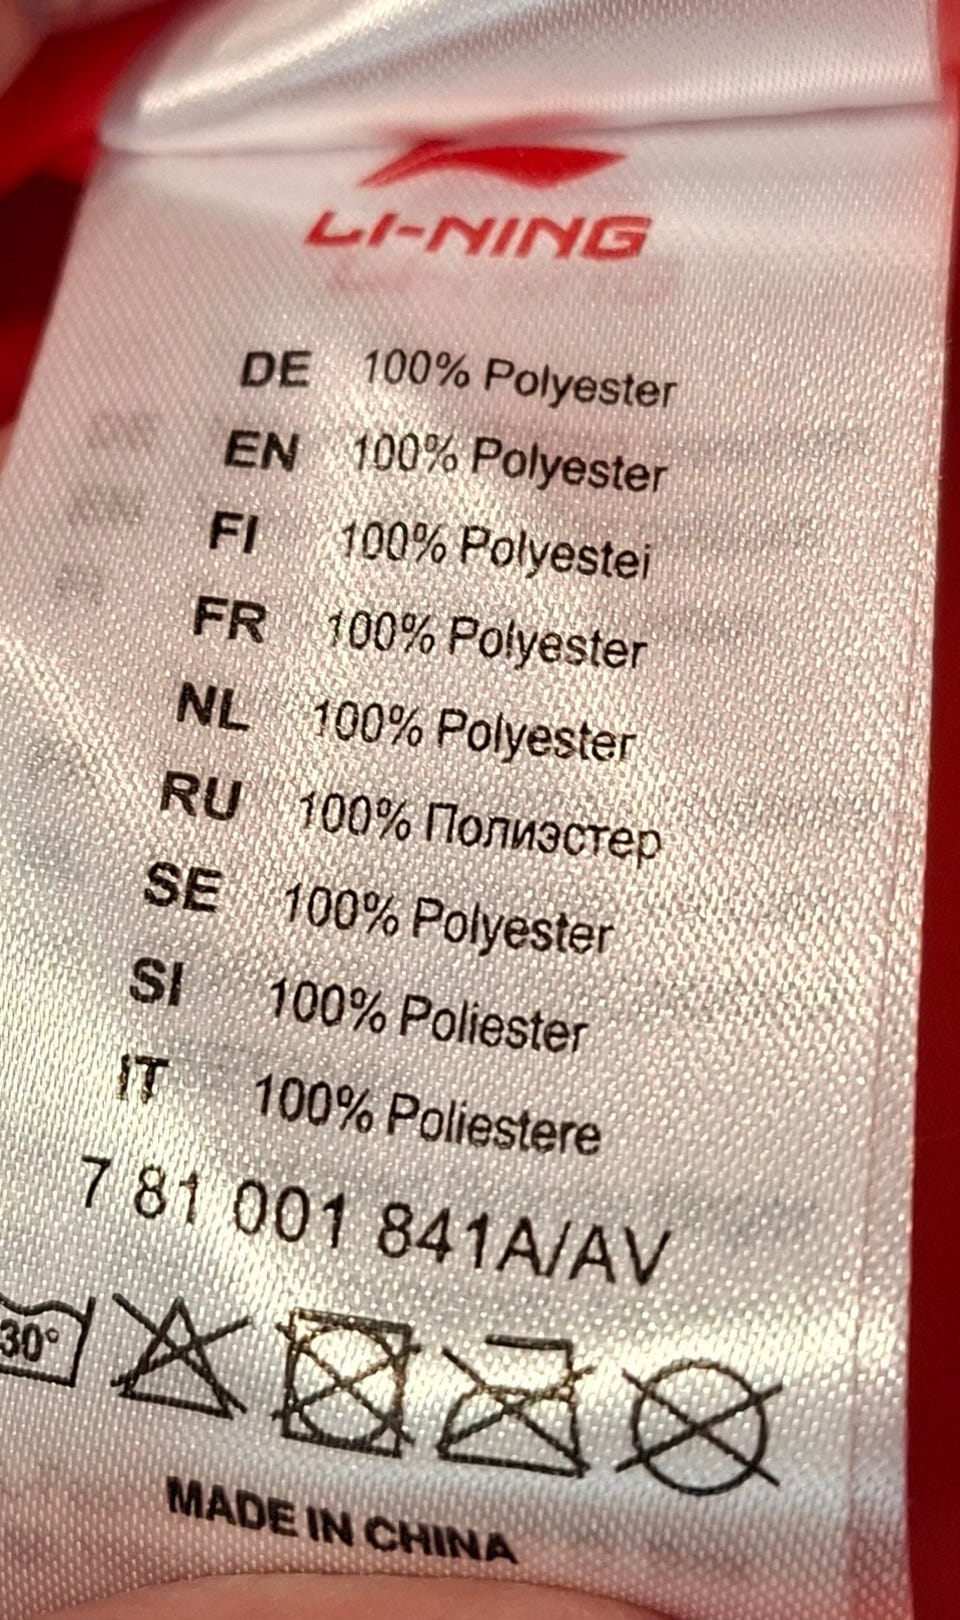 LI-NING
DE 100% Polyester
EN 100% Polyester
FI 100% Polyestei
FR 100% Polyester
NL 100% Polyester
RU 100% Полиэстер
SE 100% Polyester
SI 100% Poliester
IT 100% Poliestere
7 81 001 841A/AV
30°
MADE IN CHINA